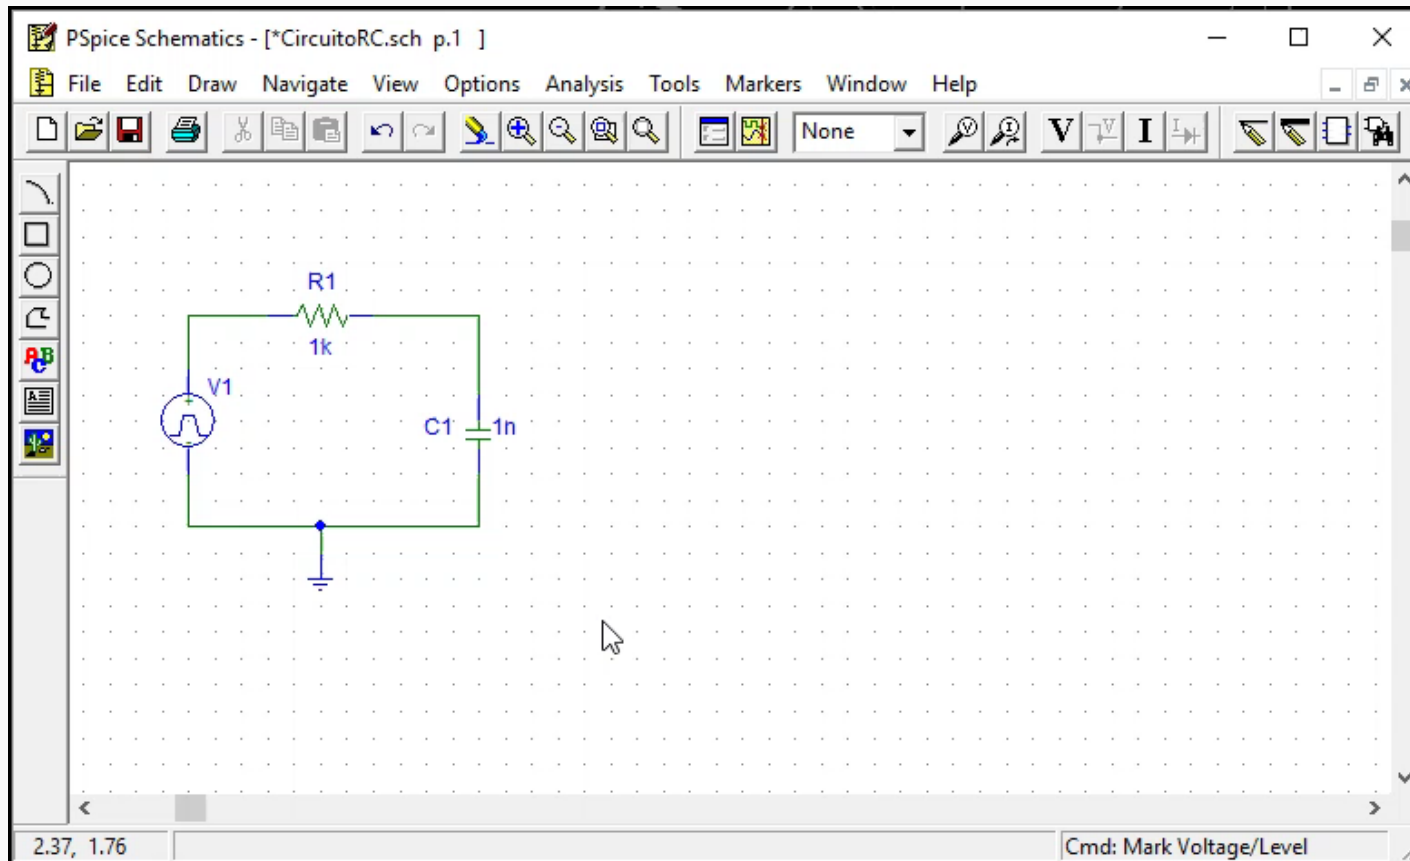 PSpice Schematics - [*CircuitoRC.sch p.1 ]
File Edit Draw Navigate View Options Analysis Tools Markers Window Help
None V I V V I I
ABC
R1
1k
V1
C1 1n
2.37, 1.76 Cmd: Mark Voltage/Level